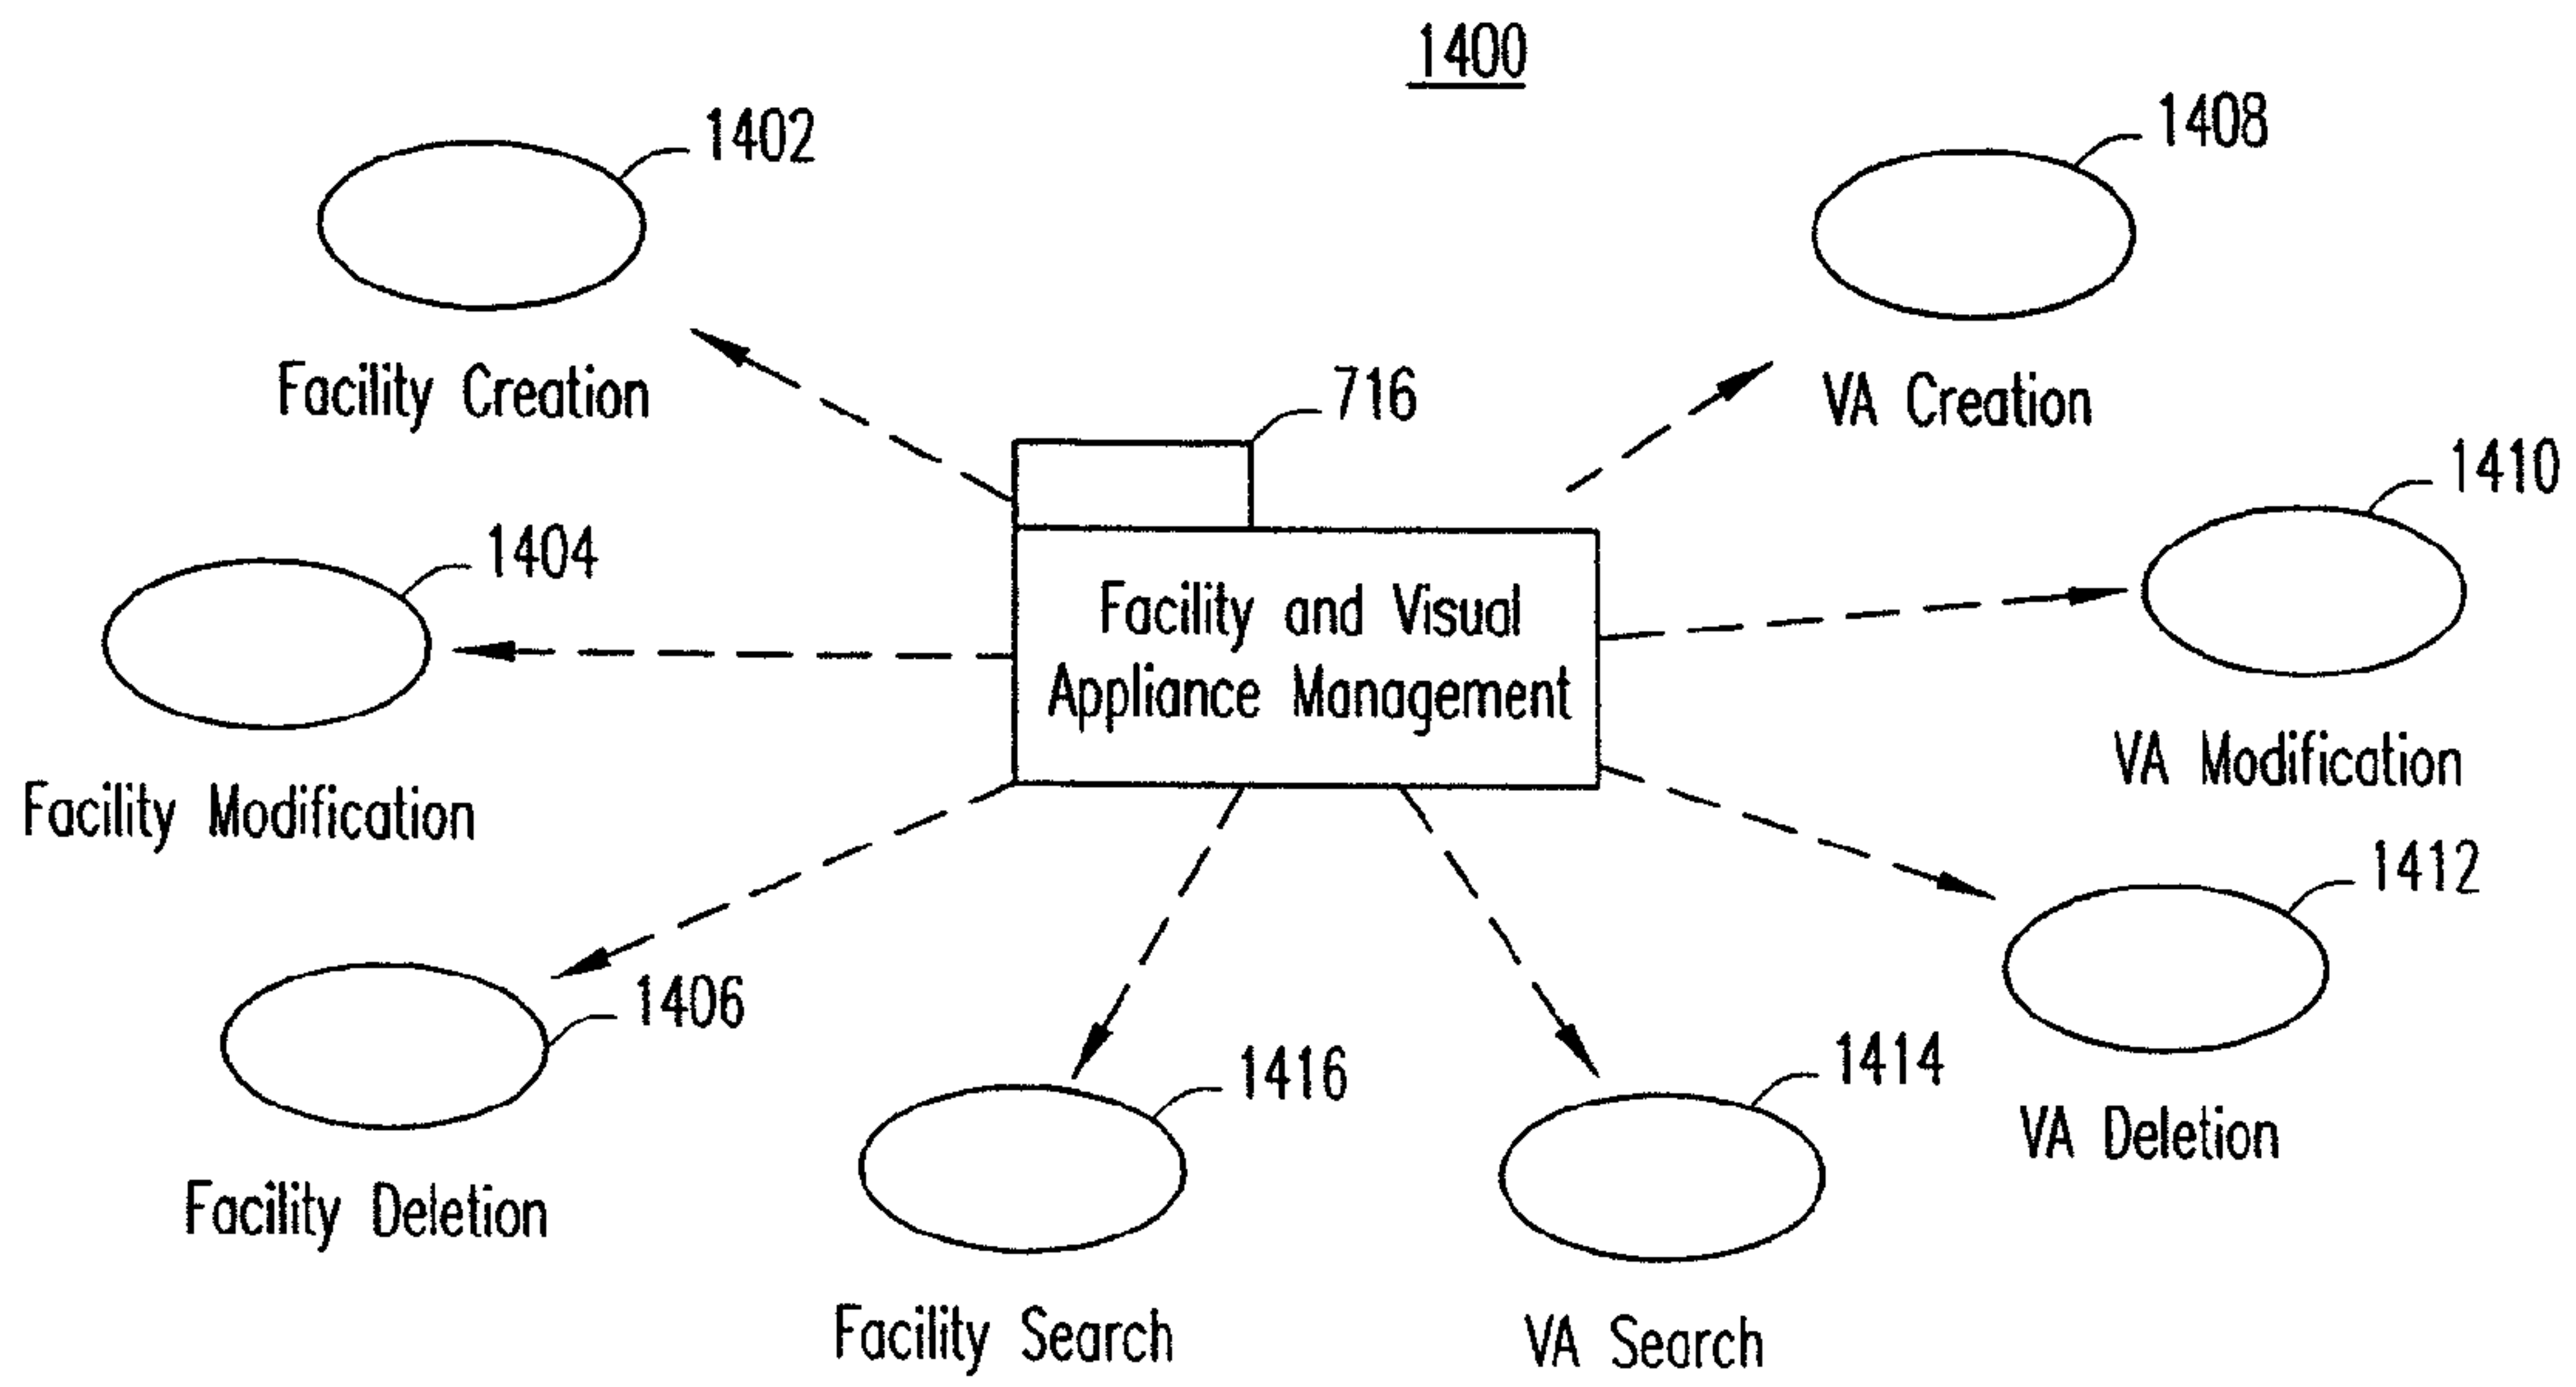 1400
1402
1408
Facility Creation
716
VA Creation
1410
1404
Facility and Visual
Appliance Management
VA Modification
Facility Modification
1412
1406
1416
1414
VA Deletion
Facility Deletion
Facility Search
VA Search